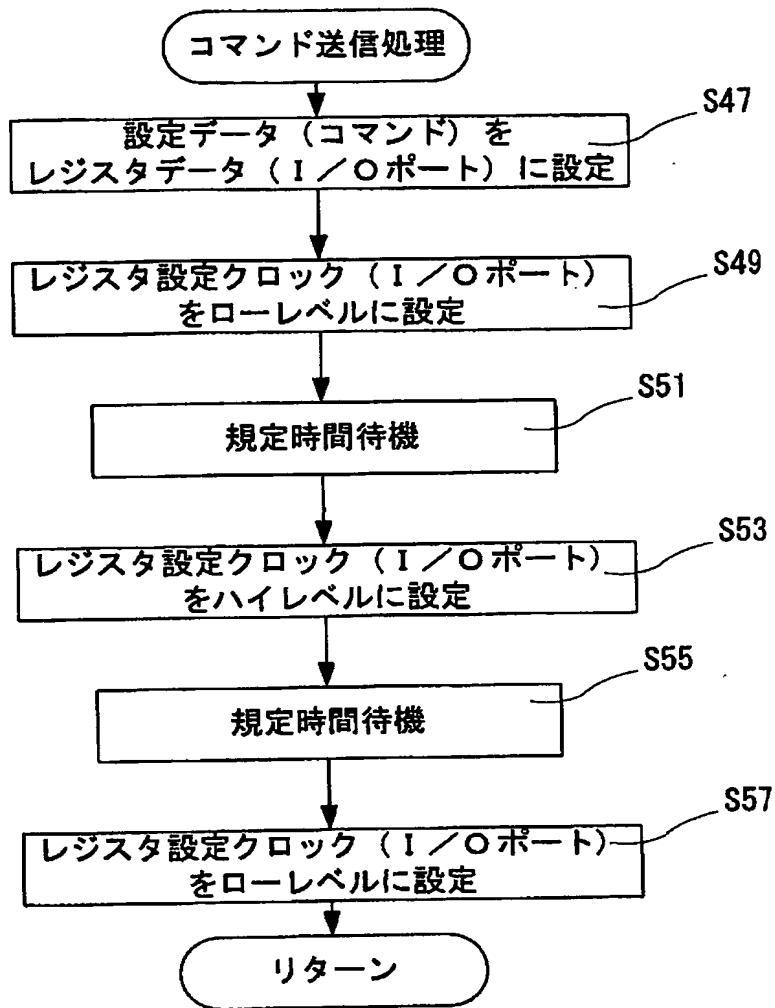 コマンド送信処理
S47
設定データ（コマンド）を
レジスタデータ（Ｉ／Ｏポート）に設定
S49
レジスタ設定クロック（Ｉ／Ｏポート）
をローレベルに設定
S51
規定時間待機
S53
レジスタ設定クロック（Ｉ／Ｏポート）
をハイレベルに設定
S55
規定時間待機
S57
レジスタ設定クロック（Ｉ／Ｏポート）
をローレベルに設定
リターン